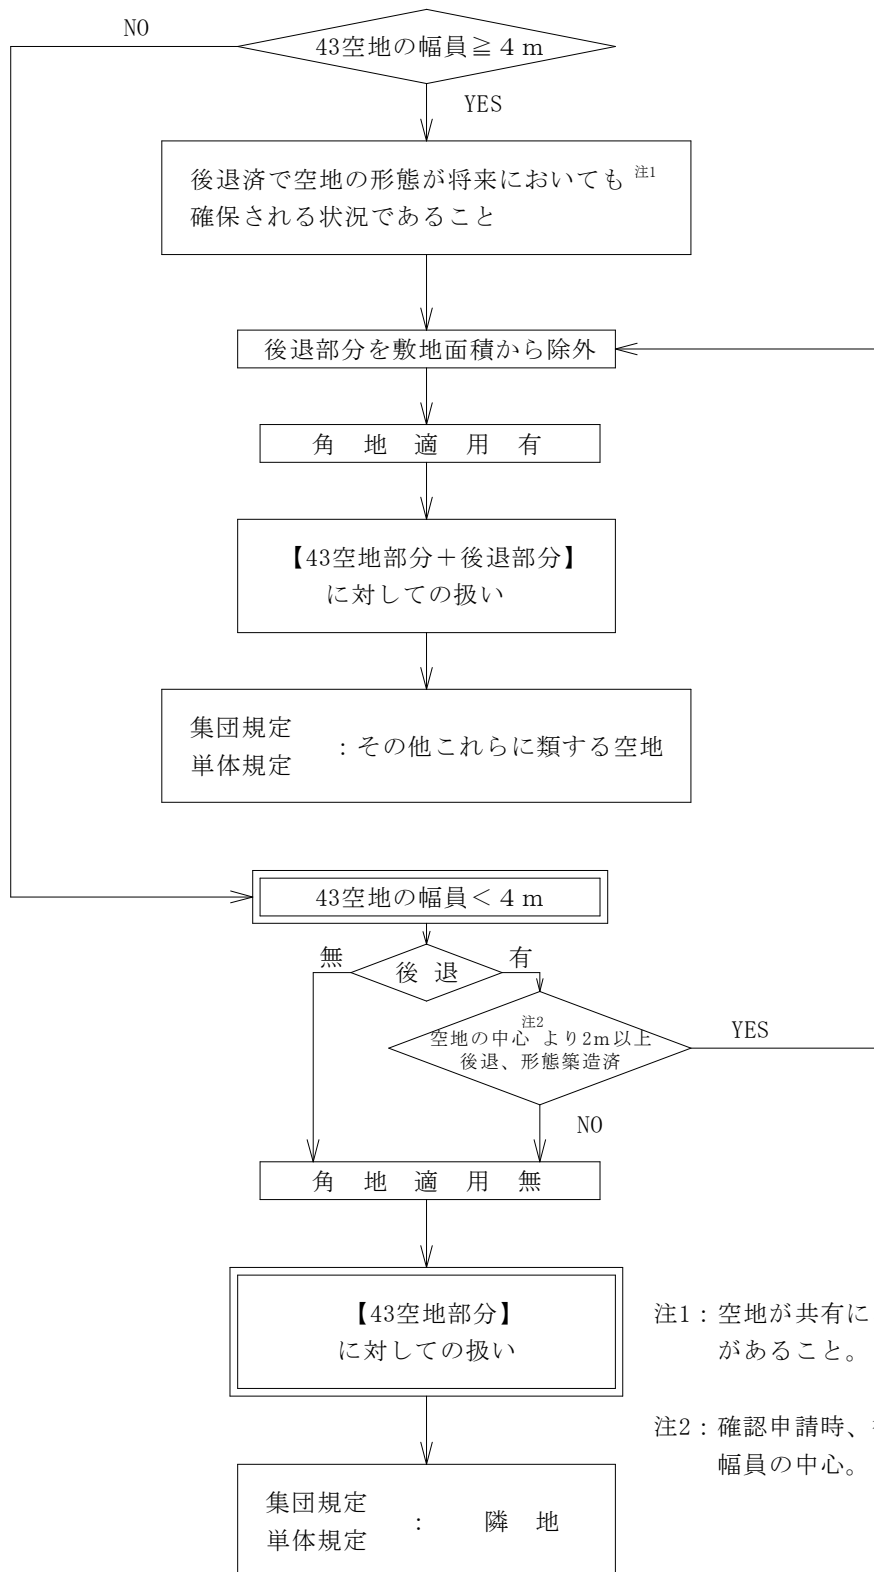 NO
43空地の幅員≧4m
YES
後退済で空地の形態が将来においても 注1
確保される状況であること
後退部分を敷地面積から除外
角地適用有
【43空地部分＋後退部分】
に対しての扱い
集団規定
単体規定
：その他これらに類する空地
43空地の幅員＜4m
無
後退
有
注2
空地の中心 より2m以上
後退、形態築造済
YES
NO
角地適用無
【43空地部分】
に対しての扱い
注1：空地が共有に
があること。
注2：確認申請時、
幅員の中心。
集団規定
単体規定
： 隣地